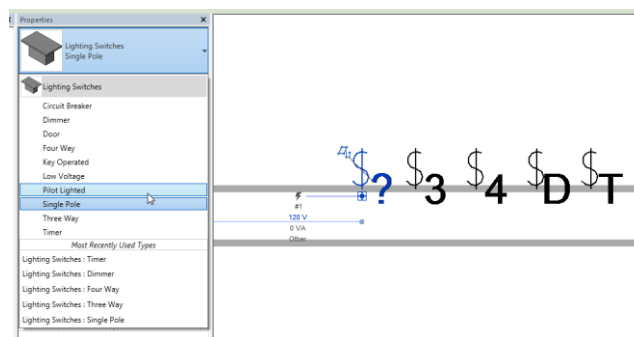 Properties
Lighting Switches
Single Pole
Lighting Switches
Circuit Breaker
Dimmer
Door
Four Way
Key Operated
Low Voltage
Pilot Lighted
Single Pole
Three Way
Timer
Most Recently Used Types
Lighting Switches : Timer
Lighting Switches : Dimmer
Lighting Switches : Four Way
Lighting Switches : Three Way
Lighting Switches : Single Pole
$? $3 $4 $D $T
#1
120 V
0 VA
Other